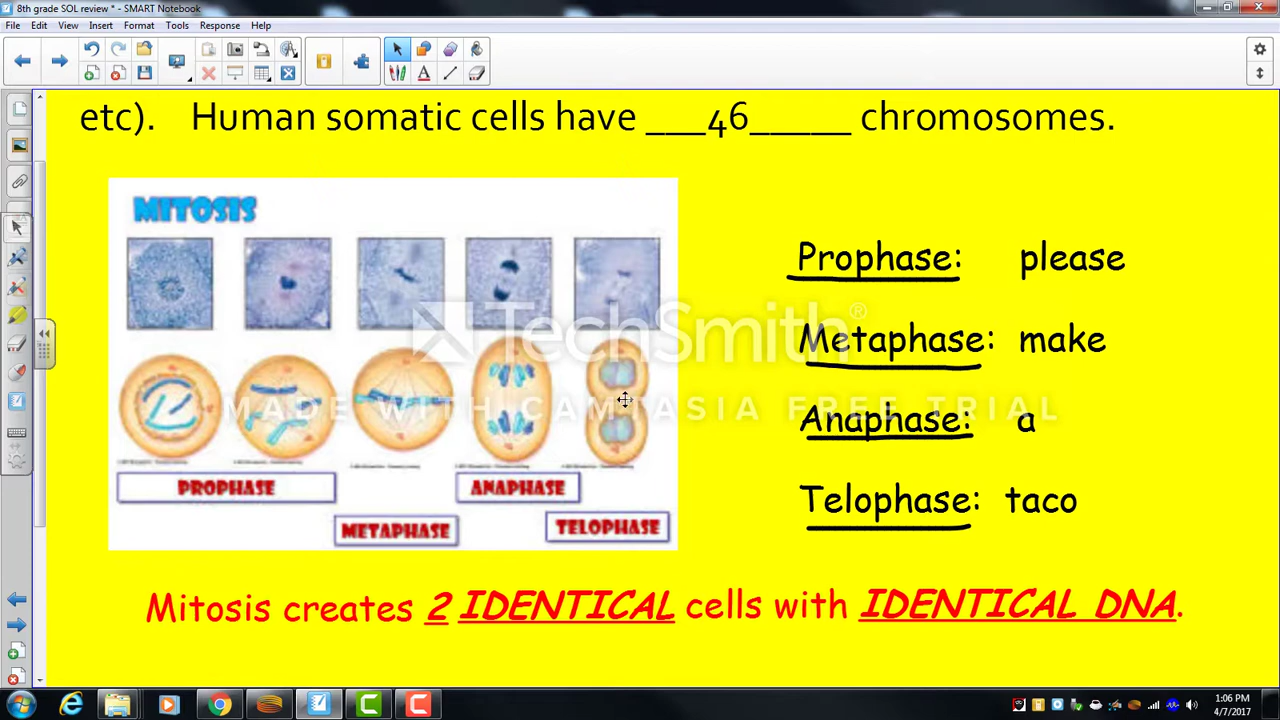 8th grade SOL review * - SMART Notebook
File Edit View Insert Format Tools Response Help
etc). Human somatic cells have ___46_____ chromosomes.
MITOSIS
Prophase: please
TechSmith®
Metaphase: make
MADE WITH CAMTASIA FREE TRIAL
Anaphase: a
PROPHASE ANAPHASE
Telophase: taco
METAPHASE TELOPHASE
Mitosis creates 2 IDENTICAL cells with IDENTICAL DNA.
1:06 PM
4/7/2017